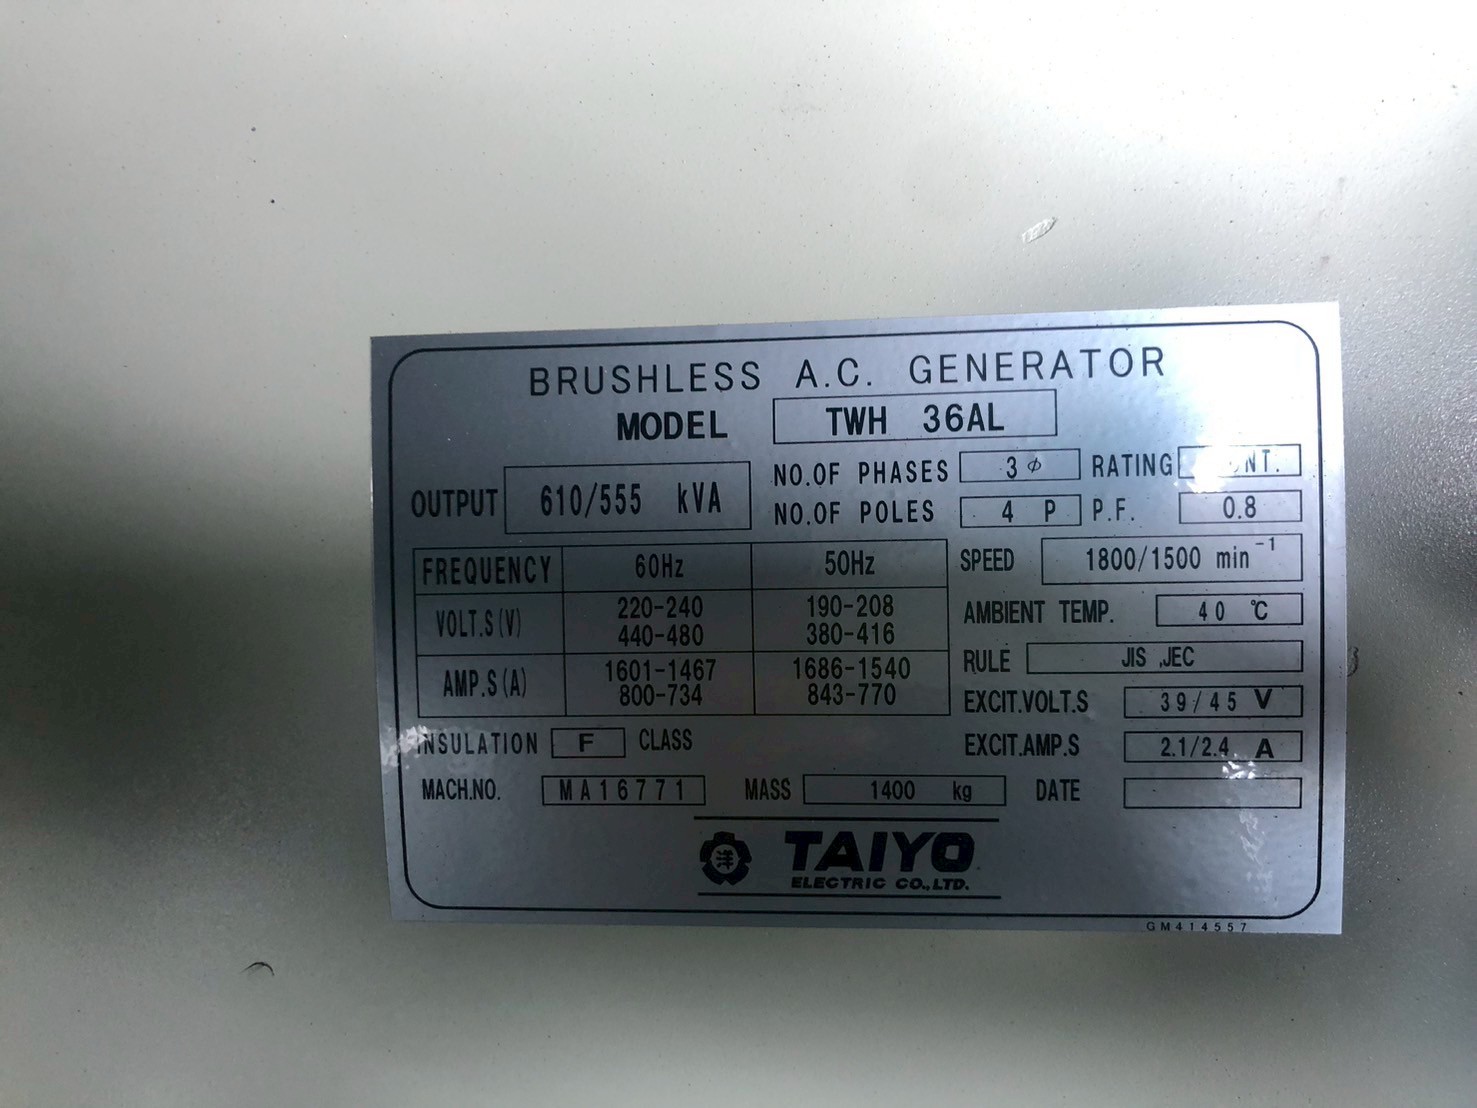 BRUSHLESS A.C. GENERATOR
MODEL TWH 36AL
OUTPUT 610/555 kVA
NO.OF PHASES 3φ RATING
NO.OF POLES 4 P P.F. 0.8
FREQUENCY 60Hz 50Hz
VOLT.S(V) 220-240 190-208
440-480 380-416
AMP.S(A) 1601-1467 1686-1540
800-734 843-770
SPEED 1800/1500 min⁻¹
AMBIENT TEMP. 40 ℃
RULE JIS ,JEC
EXCIT.VOLT.S 39/45 V
EXCIT.AMP.S 2.1/2.4 A
INSULATION F CLASS
MACH.NO. MA16771 MASS 1400 kg DATE
洋 TAIYO
ELECTRIC CO.,LTD.
GM414557